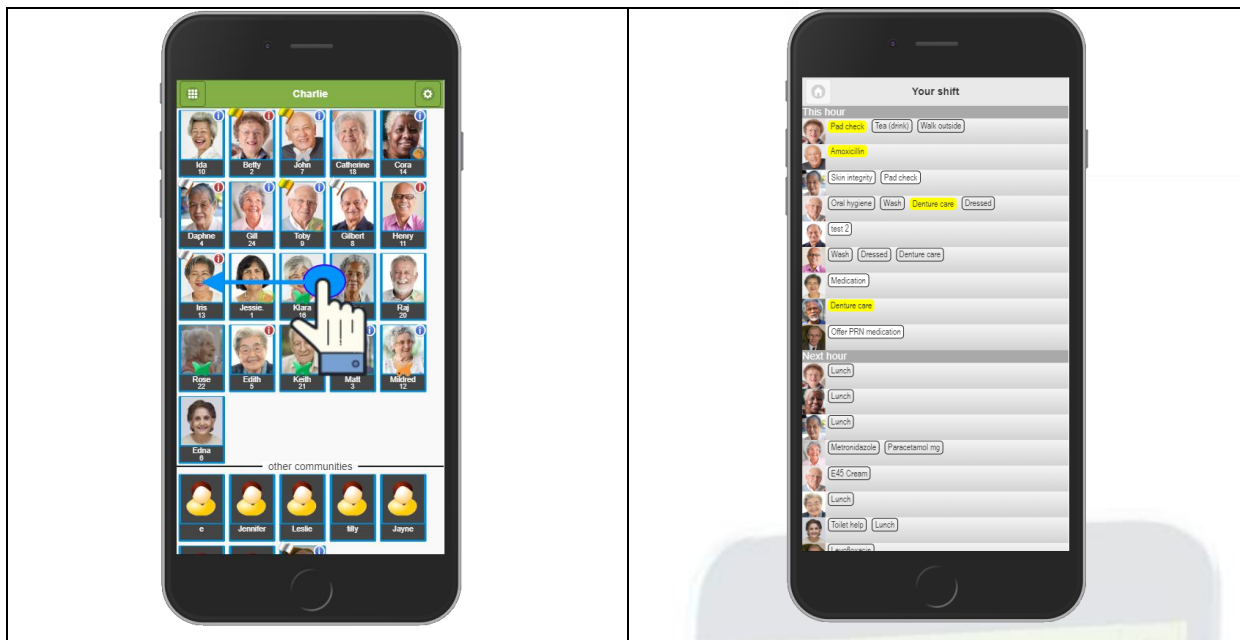 Charlie
Ida Betty John Catherine Cora
10 2 7 18 14
Daphne Gill Toby Gilbert Henry
4 24 9 8 11
Iris Jessie. Klara Raj
13 1 16 20
Rose Edith Keith Matt Mildred
22 5 21 3 12
Edna
6
other communities
e Jennifer Leslie tilly Jayne
Your shift
This hour
Pad check Tea (drink) Walk outside
Amoxicillin
Skin integrity Pad check
Oral hygiene Wash Denture care Dressed
test 2
Wash Dressed Denture care
Medication
Denture care
Offer PRN medication
Next hour
Lunch
Lunch
Lunch
Metronidazole Paracetamol mg
E45 Cream
Lunch
Toilet help Lunch